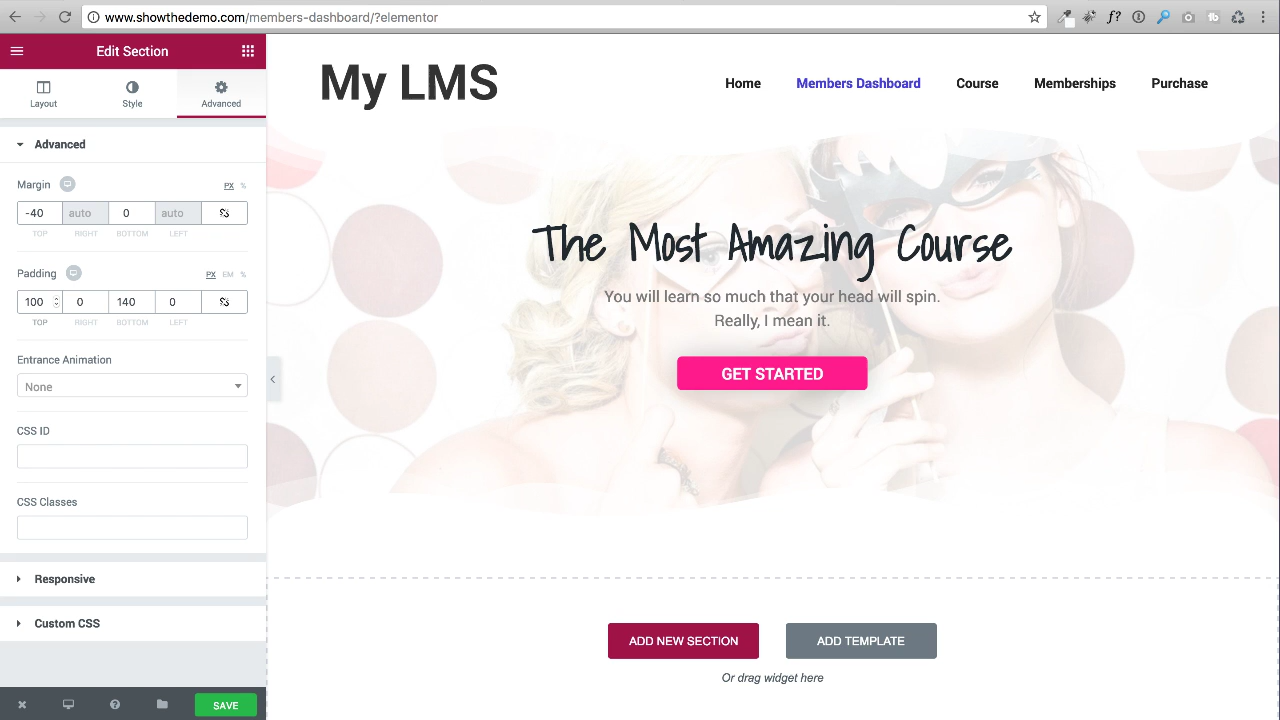 www.showthedemo.com/members-dashboard/?elementor
f?
Edit Section
Layout
Style
Advanced
Advanced
Margin
PX %
-40 auto 0 auto
TOP RIGHT BOTTOM LEFT
Padding
PX EM %
100 0 140 0
TOP RIGHT BOTTOM LEFT
Entrance Animation
None
CSS ID
CSS Classes
Responsive
Custom CSS
SAVE
My LMS
Home Members Dashboard Course Memberships Purchase
The Most Amazing Course
You will learn so much that your head will spin.
Really, I mean it.
GET STARTED
ADD NEW SECTION ADD TEMPLATE
Or drag widget here